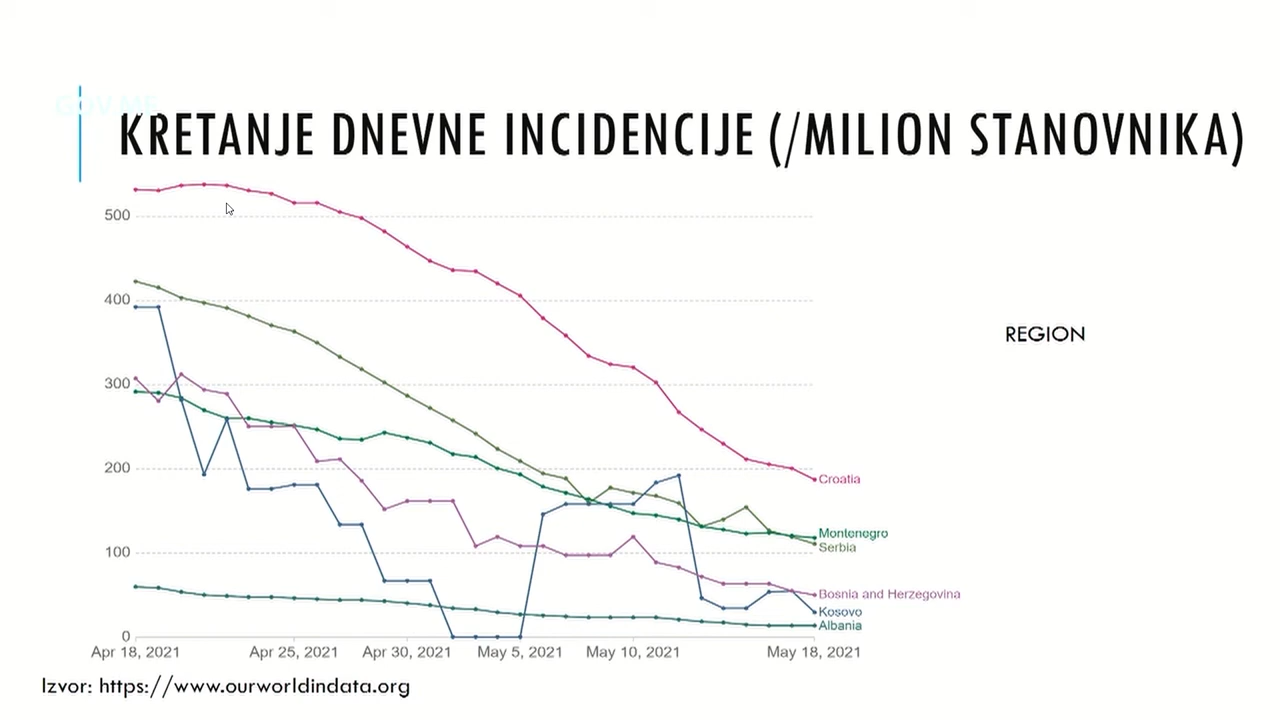 GOV.ME
KRETANJE DNEVNE INCIDENCIJE (/MILION STANOVNIKA)
500
400
300
200
100
0
REGION
Croatia
Montenegro
Serbia
Bosnia and Herzegovina
Kosovo
Albania
Apr 18, 2021 Apr 25, 2021 Apr 30, 2021 May 5, 2021 May 10, 2021 May 18, 2021
Izvor: https://www.ourworldindata.org